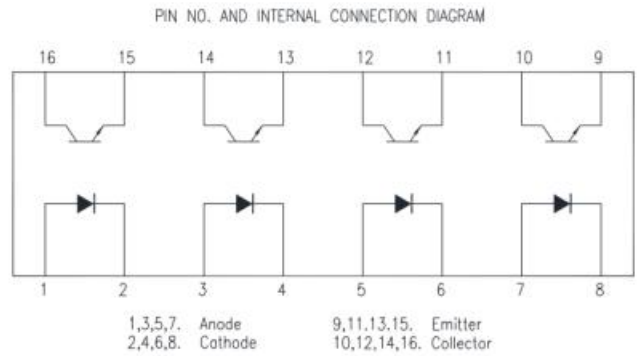 PIN NO. AND INTERNAL CONNECTION DIAGRAM
16 15 14 13 12 11 10 9
1 2 3 4 5 6 7 8
1,3,5,7. Anode 9,11.13.15. Emitter
2,4,6,8. Cathode 10,12,14,16. Collector